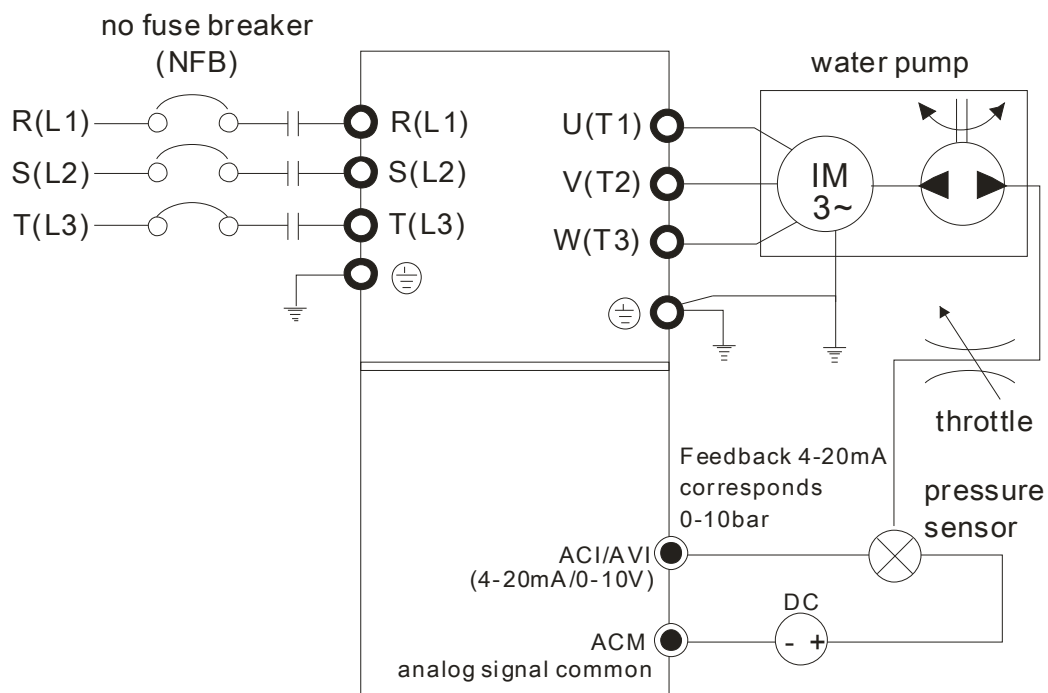 no fuse breaker
(NFB)
water pump
R(L1)
R(L1)
U(T1)
S(L2)
S(L2)
V(T2)
IM
3~
T(L3)
T(L3)
W(T3)
throttle
Feedback 4-20mA
corresponds
0-10bar
pressure
sensor
ACI/AVI
(4-20mA/0-10V)
DC
- +
ACM
analog signal common